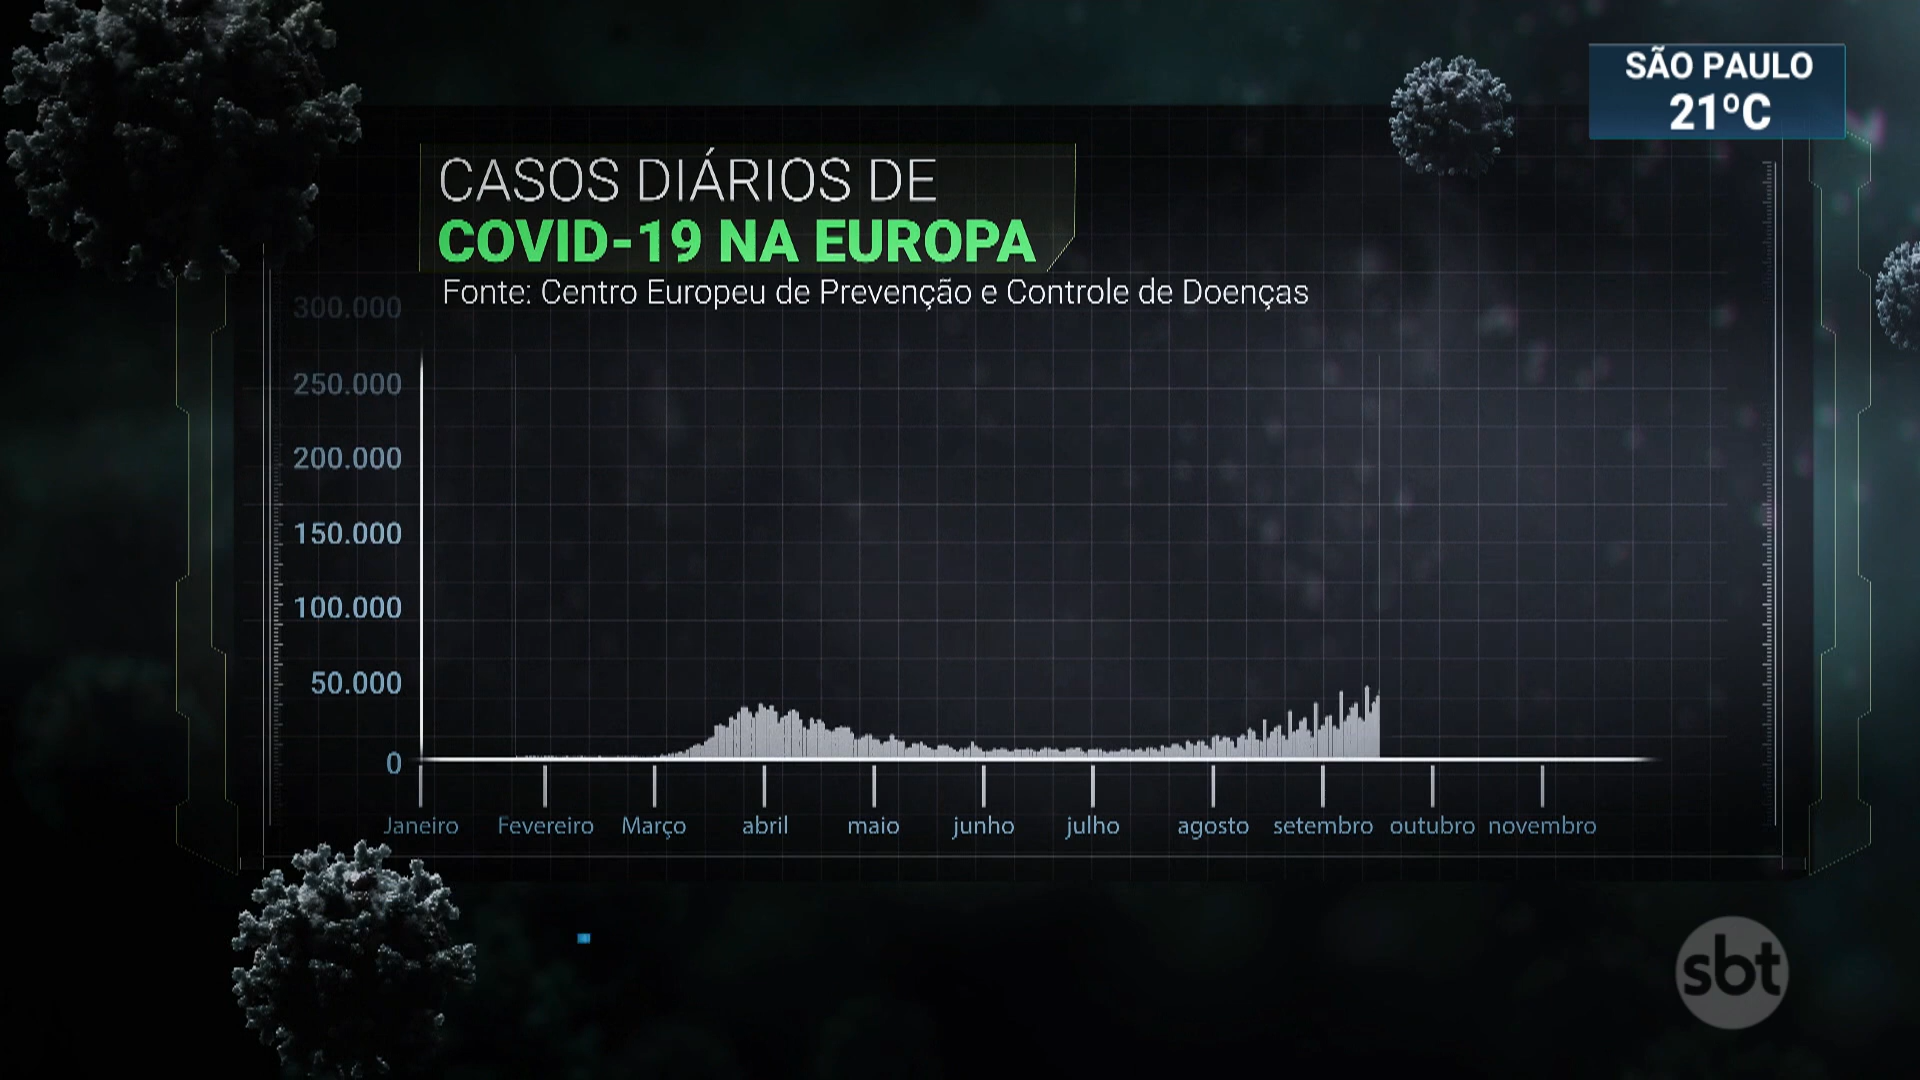 SÃO PAULO
21ºC
CASOS DIÁRIOS DE
COVID-19 NA EUROPA
Fonte: Centro Europeu de Prevenção e Controle de Doenças
300.000
250.000
200.000
150.000
100.000
50.000
0
Janeiro Fevereiro Março abril maio junho julho agosto setembro outubro novembro
sbt